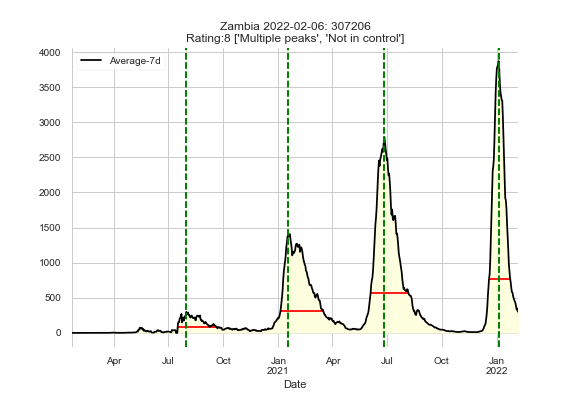 Zambia 2022-02-06: 307206
Rating:8 ['Multiple peaks', 'Not in control']
Average-7d
4000
3500
3000
2500
2000
1500
1000
500
0
Apr Jul Oct Jan Apr Jul Oct Jan
2021 2022
Date